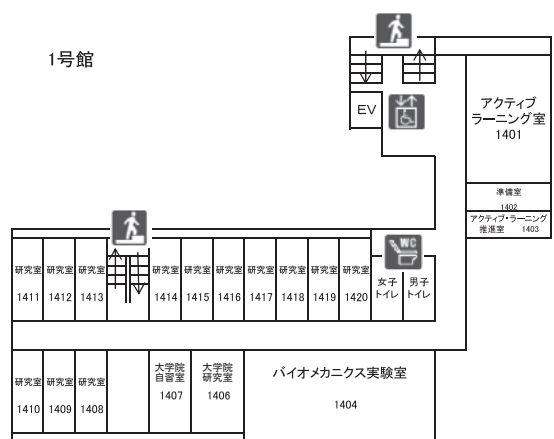 1号館
EV
アクティブ
ラーニング室
1401
準備室
1402
アクティブ・ラーニング
推進室 1403
WC
研究室
1411
研究室
1412
研究室
1413
研究室
1414
研究室
1415
研究室
1416
研究室
1417
研究室
1418
研究室
1419
研究室
1420
女子
トイレ
男子
トイレ
研究室
1410
研究室
1409
研究室
1408
大学院
自習室
1407
大学院
研究室
1406
バイオメカニクス実験室
1404